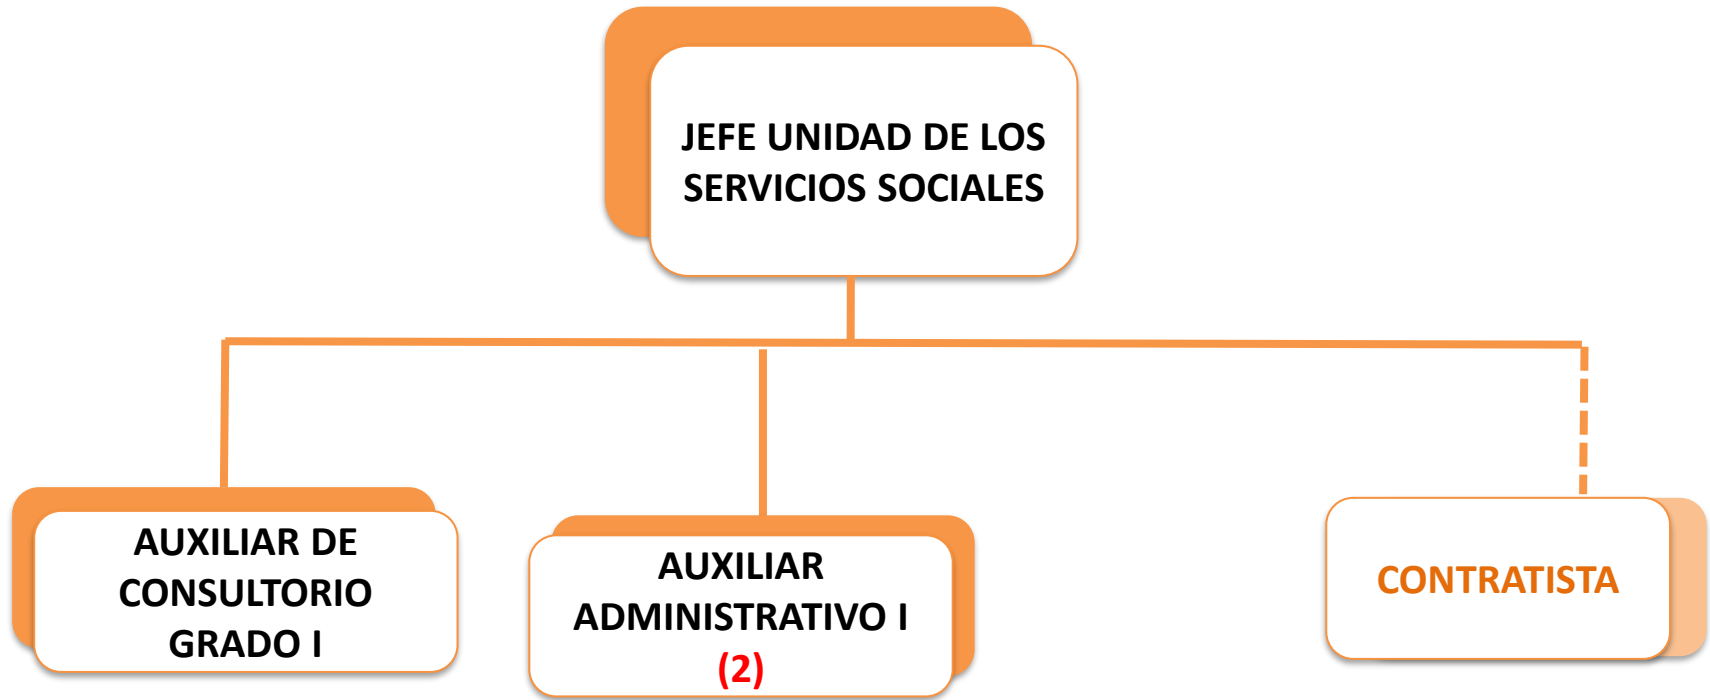 JEFE UNIDAD DE LOS
SERVICIOS SOCIALES
AUXILIAR DE
CONSULTORIO
GRADO I
AUXILIAR
ADMINISTRATIVO I
(2)
CONTRATISTA